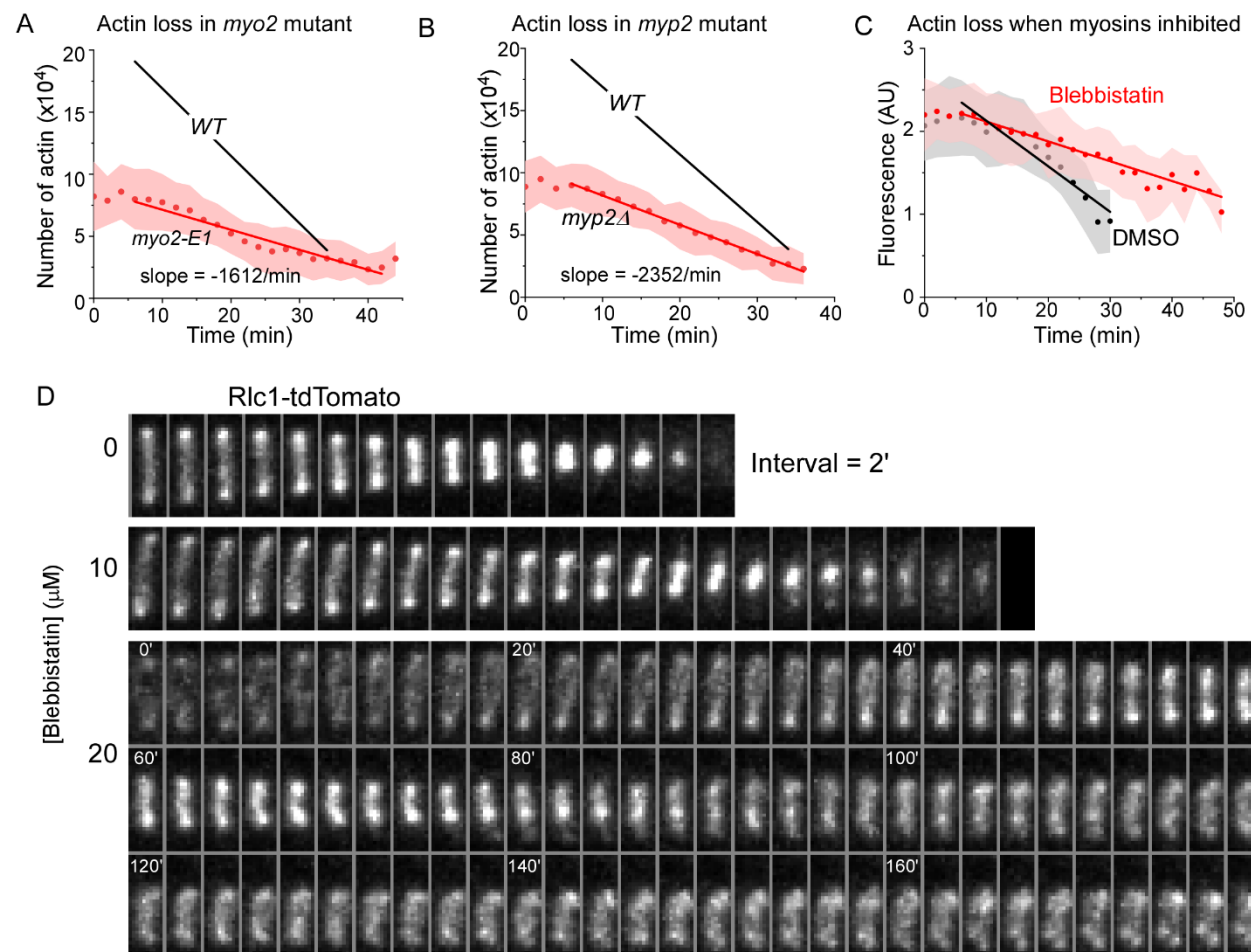 A
Actin loss in myo2 mutant
Number of actin (x10⁴)
20
15
10
5
0
WT
myo2-E1
slope = -1612/min
0
10
20
30
40
Time (min)
B
Actin loss in myp2 mutant
Number of actin (x10⁴)
20
15
10
5
0
WT
myp2Δ
slope = -2352/min
0
10
20
30
40
Time (min)
C
Actin loss when myosins inhibited
Fluorescence (AU)
3
2
1
0
Blebbistatin
DMSO
0
10
20
30
40
50
Time (min)
D
Rlc1-tdTomato
[Blebbistatin] (μM)
0
Interval = 2'
10
20
0'
20'
40'
60'
80'
100'
120'
140'
160'